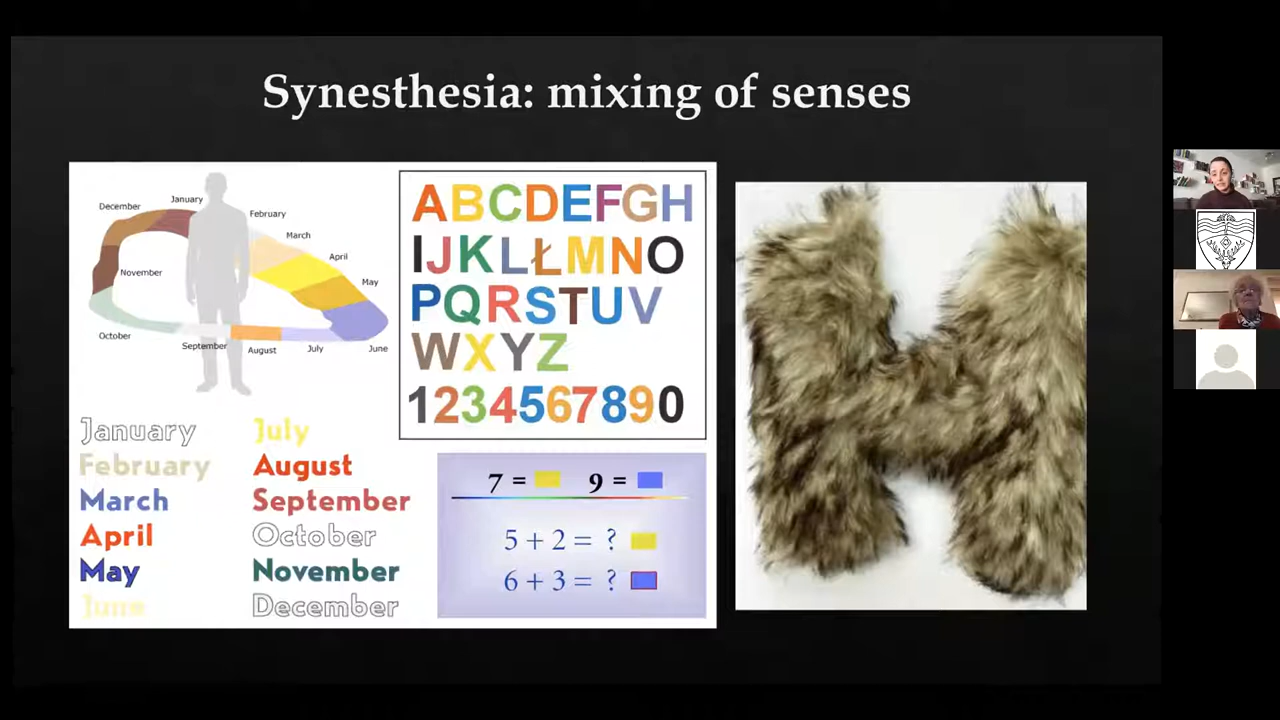 Synesthesia: mixing of senses
December
January
February
March
April
May
November
October
September
August
July
June
January
February
March
April
May
June
July
August
September
October
November
December
ABCDEFGH
IJKLŁMNO
PQRSTUV
WXYZ
1234567890
7 = 9 =
5 + 2 = ?
6 + 3 = ?
H